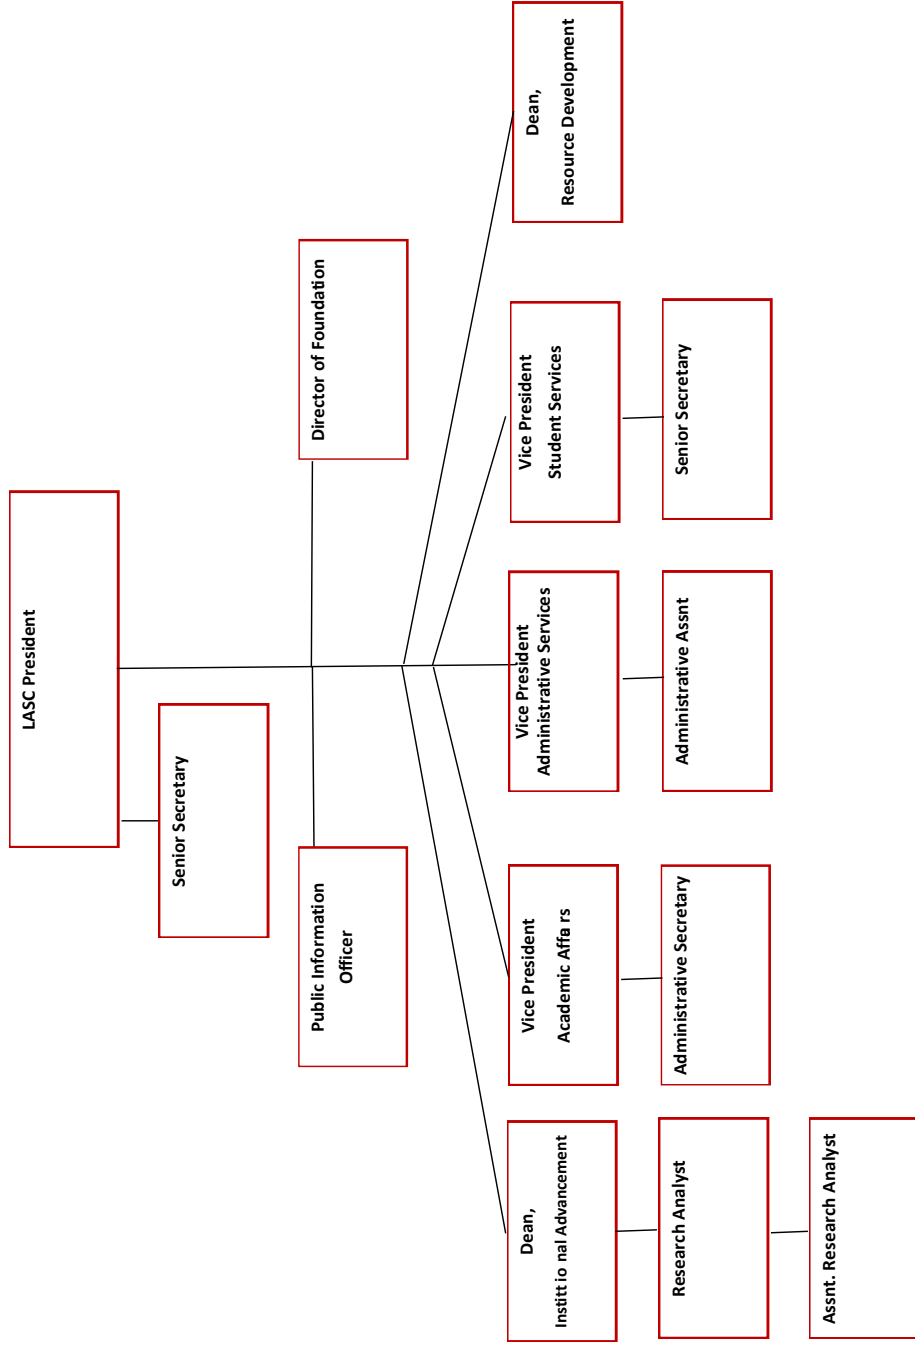 LASC President
Senior Secretary
Public Information
Officer
Director of Foundation
Dean,
Instit​t io nal Advancement
Vice President
Academic Affa rs
Vice President
Administrative Services
Vice President
Student Services
Dean,
Resource Development
Research Analyst
Administrative Secretary
Administrative Assnt
Senior Secretary
Assnt. Research Analyst